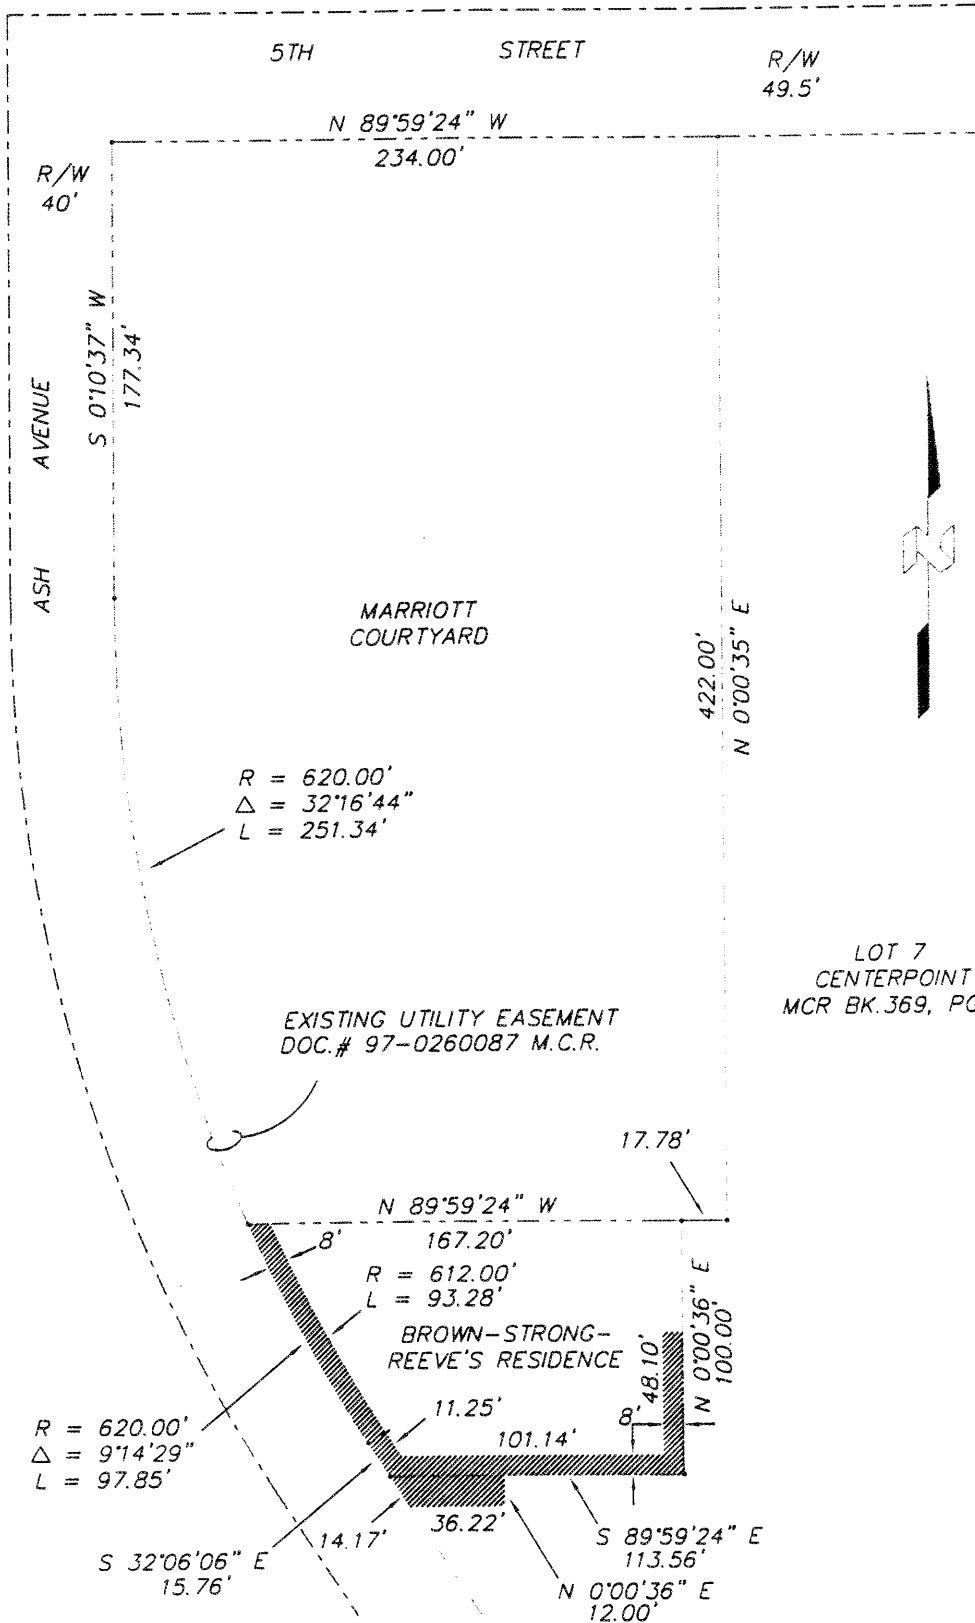 5TH STREET
R/W
49.5'
N 89°59'24" W
234.00'
R/W
40'
S 0°10'37" W
177.34'
ASH AVENUE
MARRIOTT
COURTYARD
422.00'
N 0°00'35" E
N
R = 620.00'
△ = 32°16'44"
L = 251.34'
LOT 7
CENTERPOINT
MCR BK.369, PG
EXISTING UTILITY EASEMENT
DOC.# 97-0260087 M.C.R.
17.78'
N 89°59'24" W
167.20'
8'
R = 612.00'
L = 93.28'
BROWN-STRONG-
REEVE'S RESIDENCE
48.10'
N 0°00'36" E
100.00'
11.25'
8'
101.14'
R = 620.00'
△ = 9°14'29"
L = 97.85'
36.22'
14.17'
S 89°59'24" E
113.56'
S 32°06'06" E
15.76'
N 0°00'36" E
12.00'